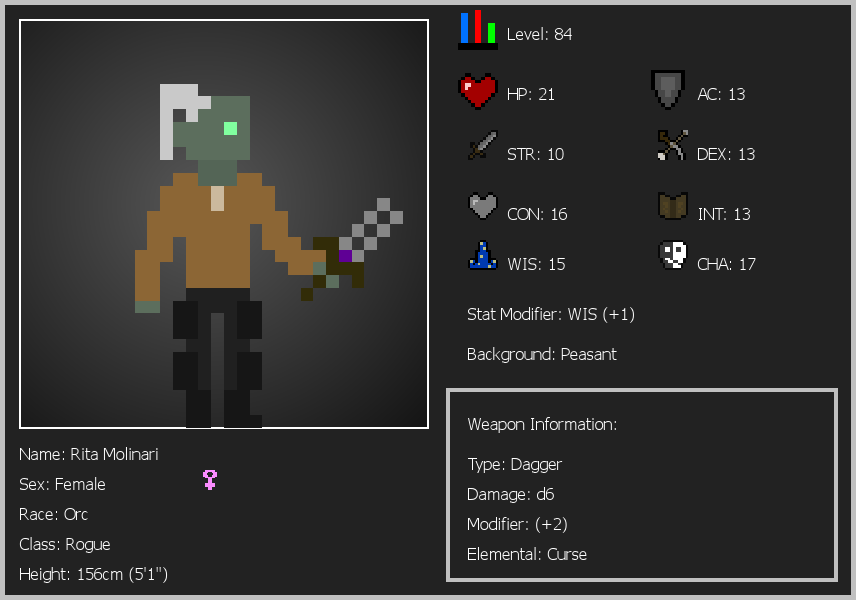 Level: 84
HP: 21
AC: 13
STR: 10
DEX: 13
CON: 16
INT: 13
WIS: 15
CHA: 17
Stat Modifier: WIS (+1)
Background: Peasant
Weapon Information:
Type: Dagger
Damage: d6
Modifier: (+2)
Elemental: Curse
Name: Rita Molinari
Sex: Female
Race: Orc
Class: Rogue
Height: 156cm (5'1")